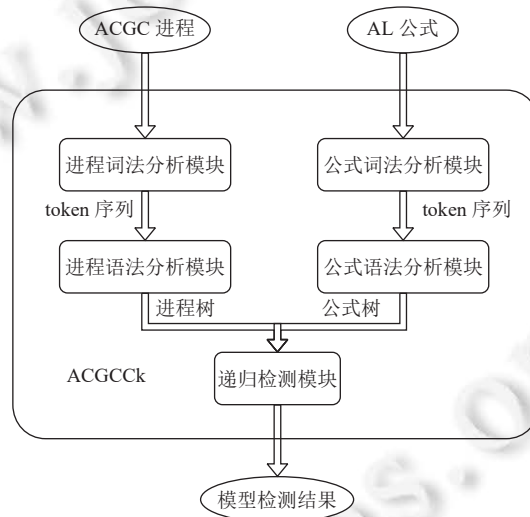 ACGC 进程
AL 公式
进程词法分析模块
公式词法分析模块
token 序列
token 序列
进程语法分析模块
公式语法分析模块
进程树
公式树
ACGCCk
递归检测模块
模型检测结果